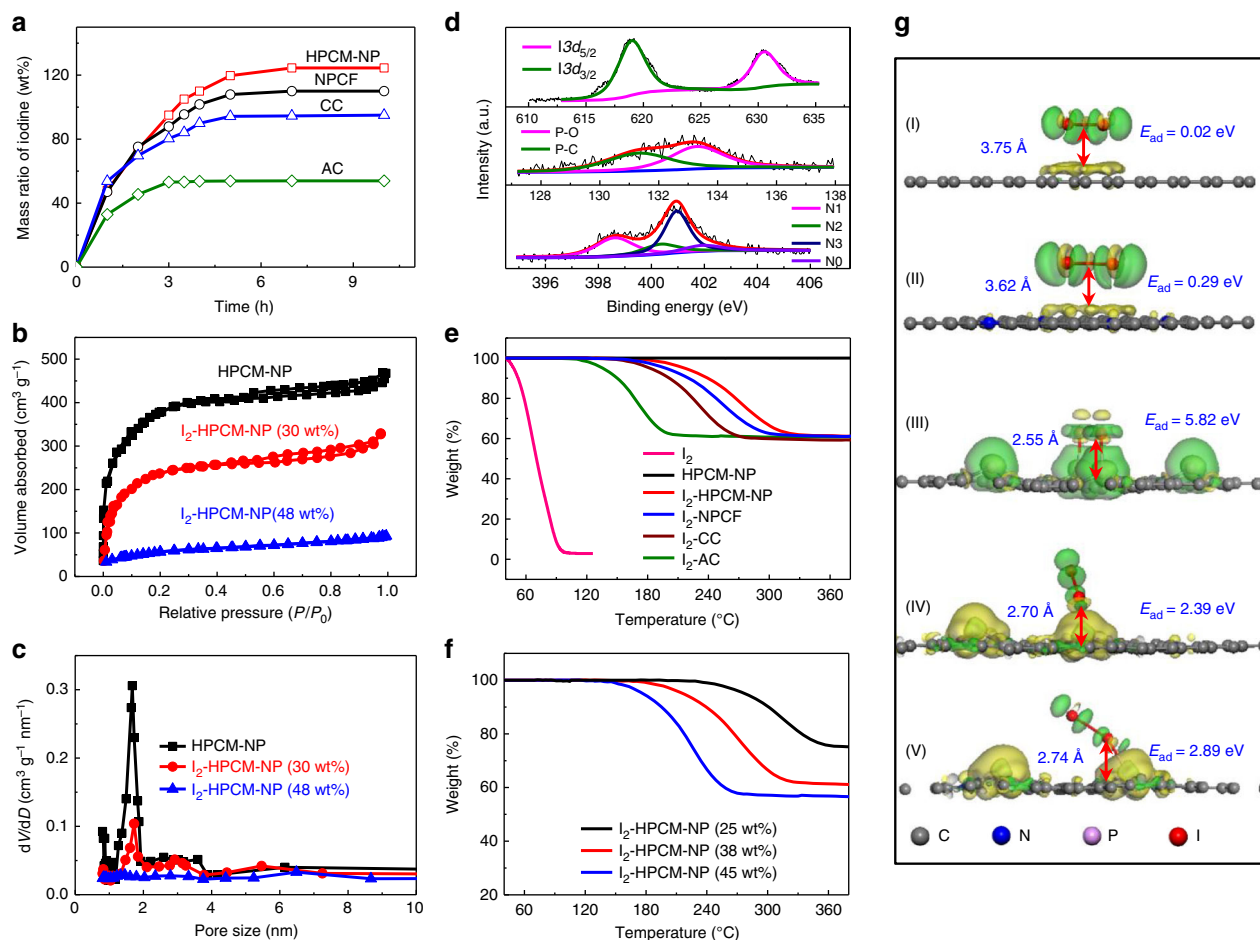 a
Mass ratio of iodine (wt%)
120
80
40
0
0 3 6 9
Time (h)
HPCM-NP
NPCF
CC
AC
b
Volume absorbed (cm³ g⁻¹)
500
400
300
200
100
0
0.0 0.2 0.4 0.6 0.8 1.0
Relative pressure (P/P₀)
HPCM-NP
I₂-HPCM-NP (30 wt%)
I₂-HPCM-NP(48 wt%)
c
dV/dD (cm³ g⁻¹ nm⁻¹)
0.3
0.2
0.1
0.0
0 2 4 6 8 10
Pore size (nm)
HPCM-NP
I₂-HPCM-NP (30 wt%)
I₂-HPCM-NP (48 wt%)
d
Intensity (a.u.)
I3d₅/₂
I3d₃/₂
610 615 620 625 630 635
P-O
P-C
128 130 132 134 136 138
N1
N2
N3
N0
396 398 400 402 404 406
Binding energy (eV)
e
Weight (%)
100
80
60
40
20
0
60 120 180 240 300 360
Temperature (°C)
I₂
HPCM-NP
I₂-HPCM-NP
I₂-NPCF
I₂-CC
I₂-AC
f
Weight (%)
100
80
60
40
20
60 120 180 240 300 360
Temperature (°C)
I₂-HPCM-NP (25 wt%)
I₂-HPCM-NP (38 wt%)
I₂-HPCM-NP (45 wt%)
g
(I)
3.75 Å
E_ad = 0.02 eV
(II)
3.62 Å
E_ad = 0.29 eV
(III)
2.55 Å
E_ad = 5.82 eV
(IV)
2.70 Å
E_ad = 2.39 eV
(V)
2.74 Å
E_ad = 2.89 eV
C N P I